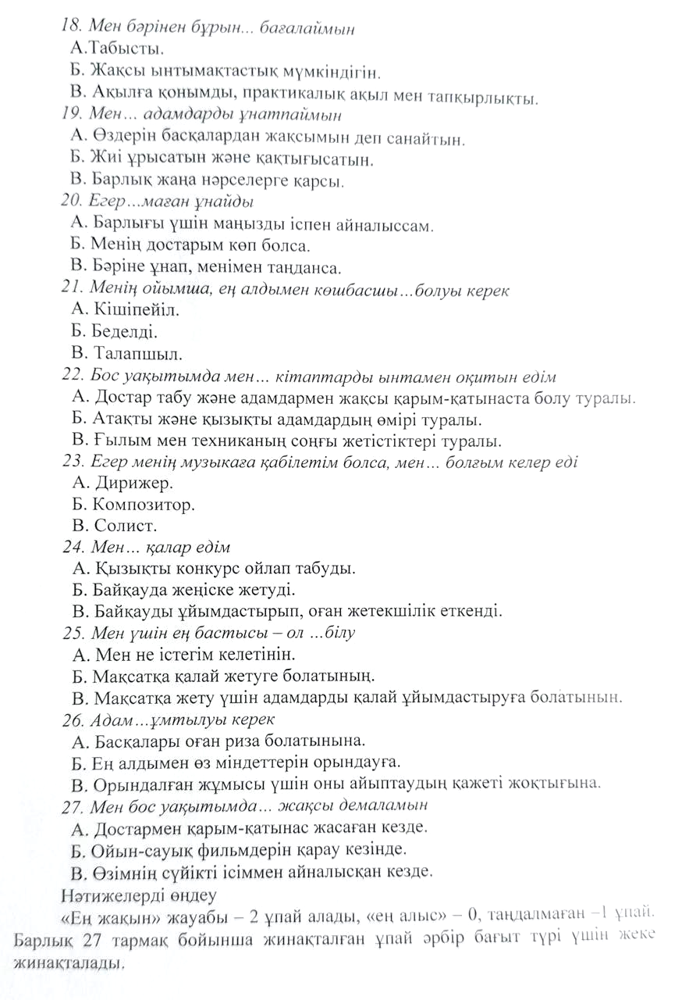 18. Мен бәрінен бұрын... бағалаймын
А.Табысты.
Б. Жақсы ынтымақтастық мүмкіндігін.
В. Ақылға қонымды, практикалық ақыл мен тапқырлықты.
19. Мен... адамдарды ұнатпаймын
А. Өздерін басқалардан жақсымын деп санайтын.
Б. Жиі ұрысатын және қақтығысатын.
В. Барлық жаңа нәрселерге қарсы.
20. Егер...маған ұнайды
А. Барлығы үшін маңызды іспен айналыссам.
Б. Менің достарым көп болса.
В. Бәріне ұнап, менімен таңданса.
21. Менің ойымша, ең алдымен көшбасшы...болуы керек
А. Кішіпейіл.
Б. Беделді.
В. Талапшыл.
22. Бос уақытымда мен... кітаптарды ынтамен оқитын едім
А. Достар табу және адамдармен жақсы қарым-қатынаста болу туралы.
Б. Атақты және қызықты адамдардың өмірі туралы.
В. Ғылым мен техниканың соңғы жетістіктері туралы.
23. Егер менің музыкаға қабілетім болса, мен... болғым келер еді
А. Дирижер.
Б. Композитор.
В. Солист.
24. Мен... қалар едім
А. Қызықты конкурс ойлап табуды.
Б. Байқауда жеңіске жетуді.
В. Байқауды ұйымдастырып, оған жетекшілік еткенді.
25. Мен үшін ең бастысы – ол ...білу
А. Мен не істегім келетінін.
Б. Мақсатқа қалай жетуге болатының.
В. Мақсатқа жету үшін адамдарды қалай ұйымдастыруға болатынын.
26. Адам...ұмтылуы керек
А. Басқалары оған риза болатынына.
Б. Ең алдымен өз міндеттерін орындауға.
В. Орындалған жұмысы үшін оны айыптаудың қажеті жоқтығына.
27. Мен бос уақытымда... жақсы демаламын
А. Достармен қарым-қатынас жасаған кезде.
Б. Ойын-сауық фильмдерін қарау кезінде.
В. Өзімнің сүйікті ісіммен айналысқан кезде.
Нәтижелерді өңдеу
«Ең жақын» жауабы – 2 ұпай алады, «ең алыс» – 0, таңдалмаған –1 ұпай.
Барлық 27 тармақ бойынша жинақталған ұпай әрбір бағыт түрі үшін жеке
жинақталады.